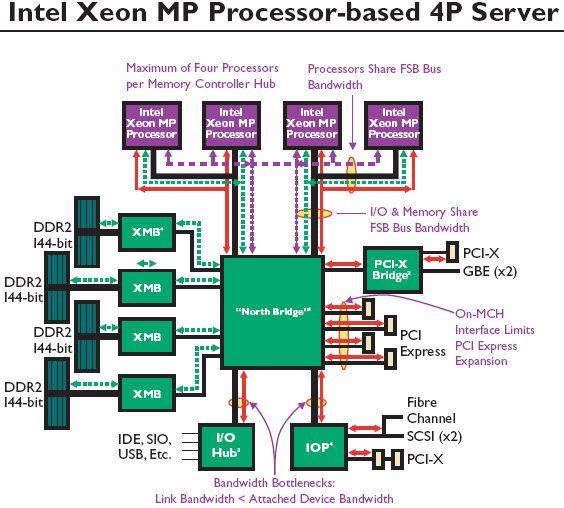 Intel Xeon MP Processor-based 4P Server
Maximum of Four Processors
per Memory Controller Hub
Processors Share FSB Bus
Bandwidth
Intel
Xeon MP
Processor
Intel
Xeon MP
Processor
Intel
Xeon MP
Processor
Intel
Xeon MP
Processor
I/O & Memory Share
FSB Bus Bandwidth
DDR2
144-bit
XMB⁴
DDR2
144-bit
XMB
DDR2
144-bit
XMB
DDR2
144-bit
XMB
"North Bridge"⁴
PCI-X
Bridge²
PCI-X
GBE (x2)
PCI
Express
On-MCH
Interface Limits
PCI Express
Expansion
IDE, SIO,
USB, Etc.
I/O
Hub³
IOP⁴
Fibre
Channel
SCSI (x2)
PCI-X
Bandwidth Bottlenecks:
Link Bandwidth < Attached Device Bandwidth